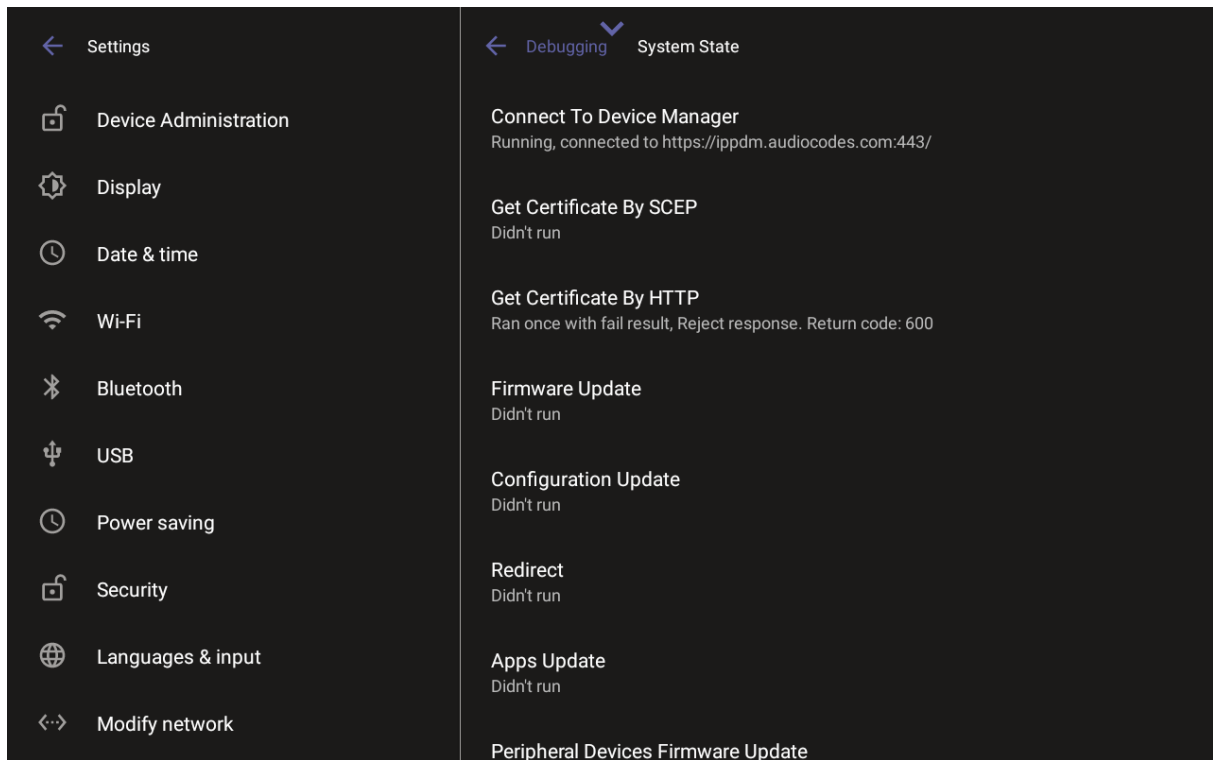 Settings
Device Administration
Display
Date & time
Wi-Fi
Bluetooth
USB
Power saving
Security
Languages & input
Modify network
Debugging System State
Connect To Device Manager
Running, connected to https://ippdm.audiocodes.com:443/
Get Certificate By SCEP
Didn't run
Get Certificate By HTTP
Ran once with fail result, Reject response. Return code: 600
Firmware Update
Didn't run
Configuration Update
Didn't run
Redirect
Didn't run
Apps Update
Didn't run
Peripheral Devices Firmware Update